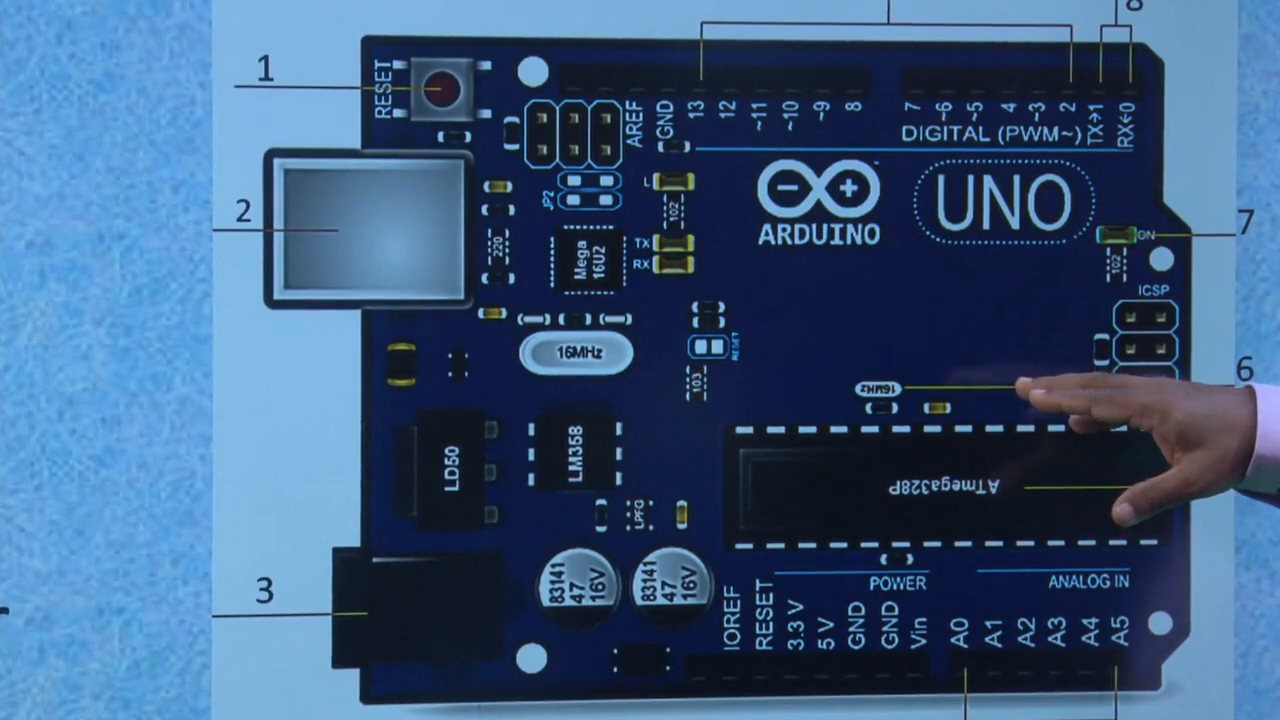 8
1
RESET
AREF
GND
13
12
~11
~10
~9
8
7
~6
~5
4
~3
2
TX→1
RX←0
DIGITAL (PWM~)
2
JP2
L
102
220
TX
RX
Mega
16U2
ARDUINO
UNO
ON
7
102
ICSP
16MHz
RESET
103
16MHz
6
LD50
LM358
ATmega328P
LPFG
3
83141
47
16V
83141
47
16V
POWER
ANALOG IN
IOREF
RESET
3.3 V
5 V
GND
GND
Vin
A0
A1
A2
A3
A4
A5